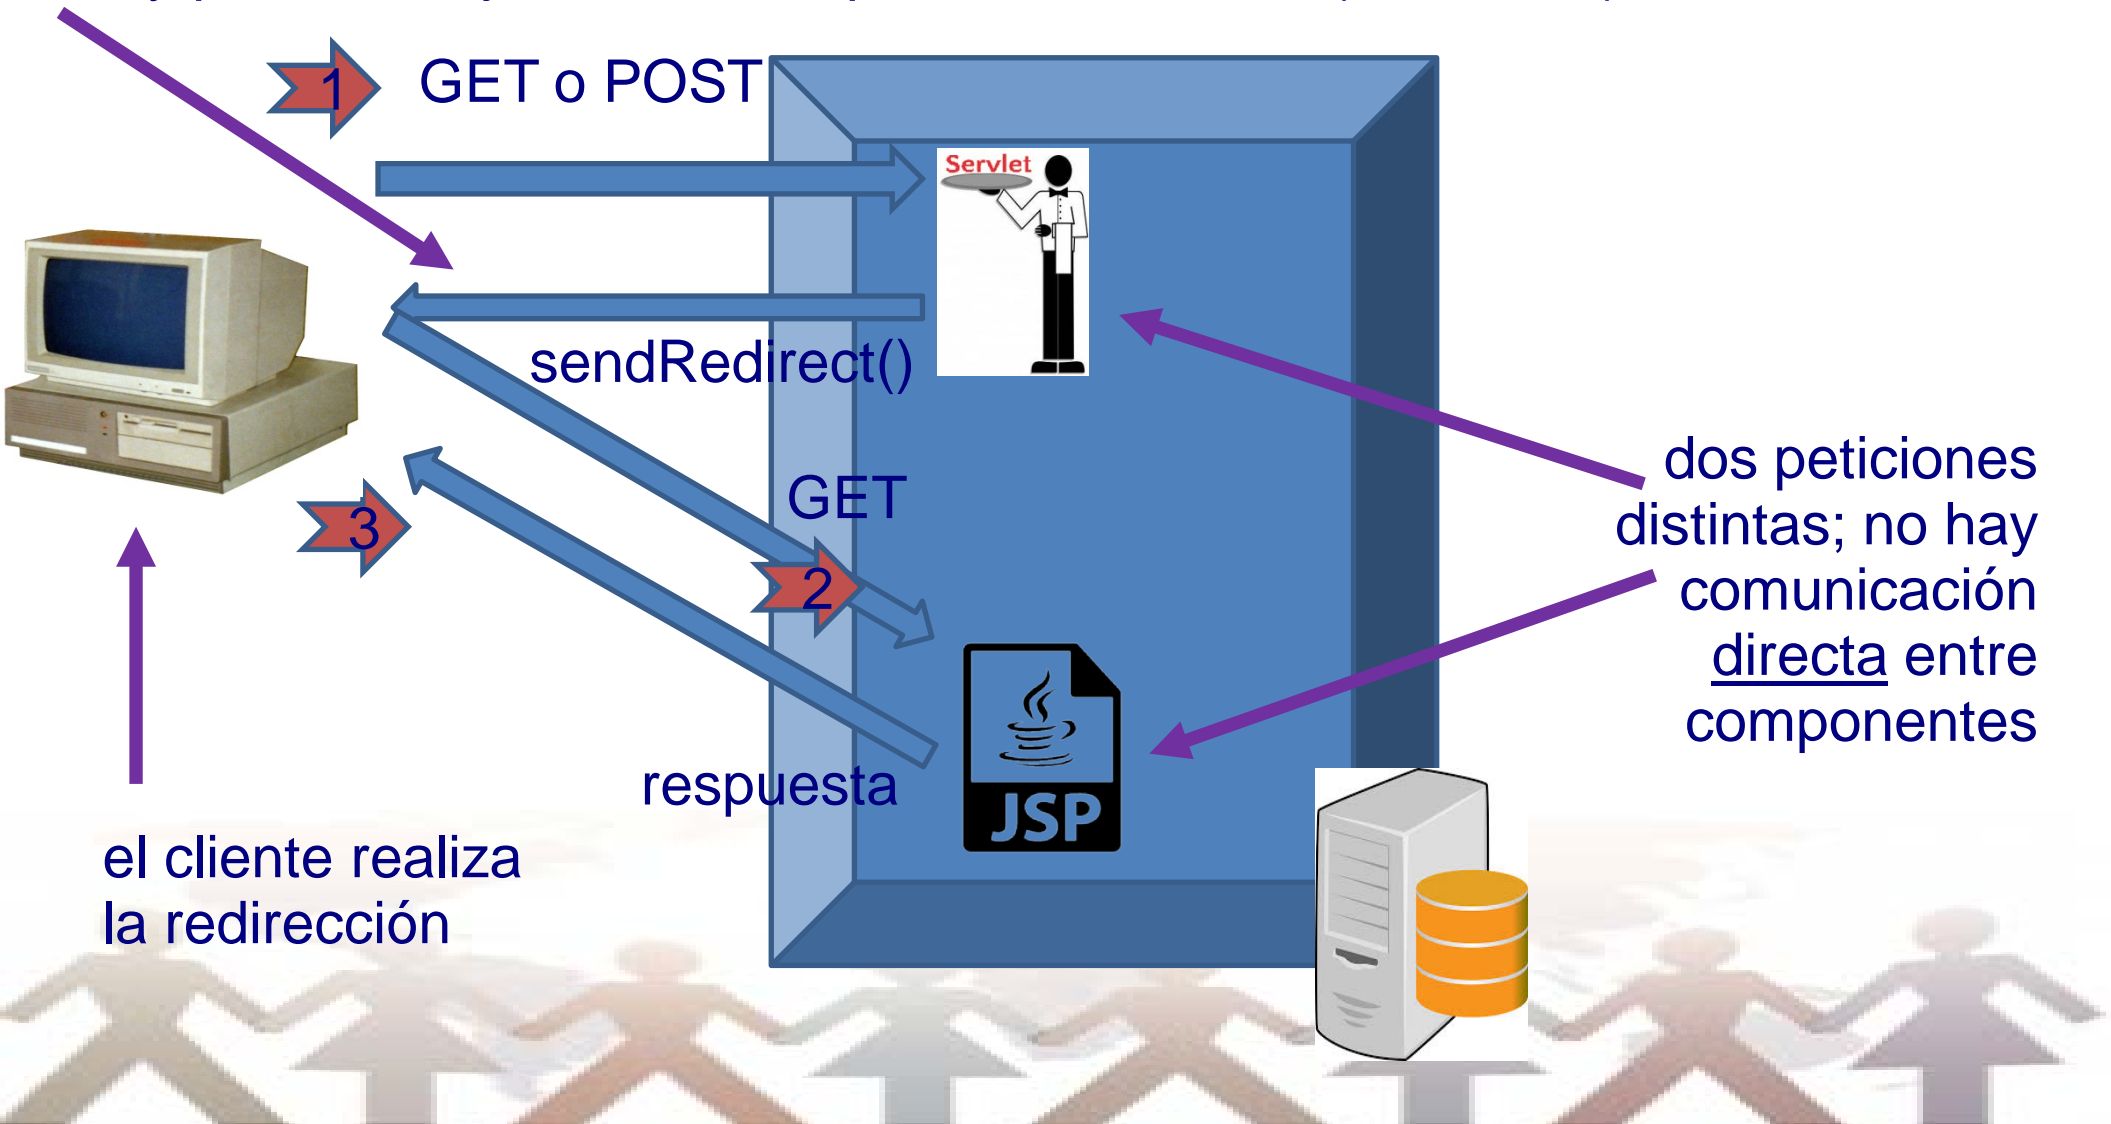 1
GET o POST
Servlet
sendRedirect()
GET
dos peticiones
distintas; no hay
comunicación
directa entre
componentes
3
2
respuesta
JSP
el cliente realiza
la redirección